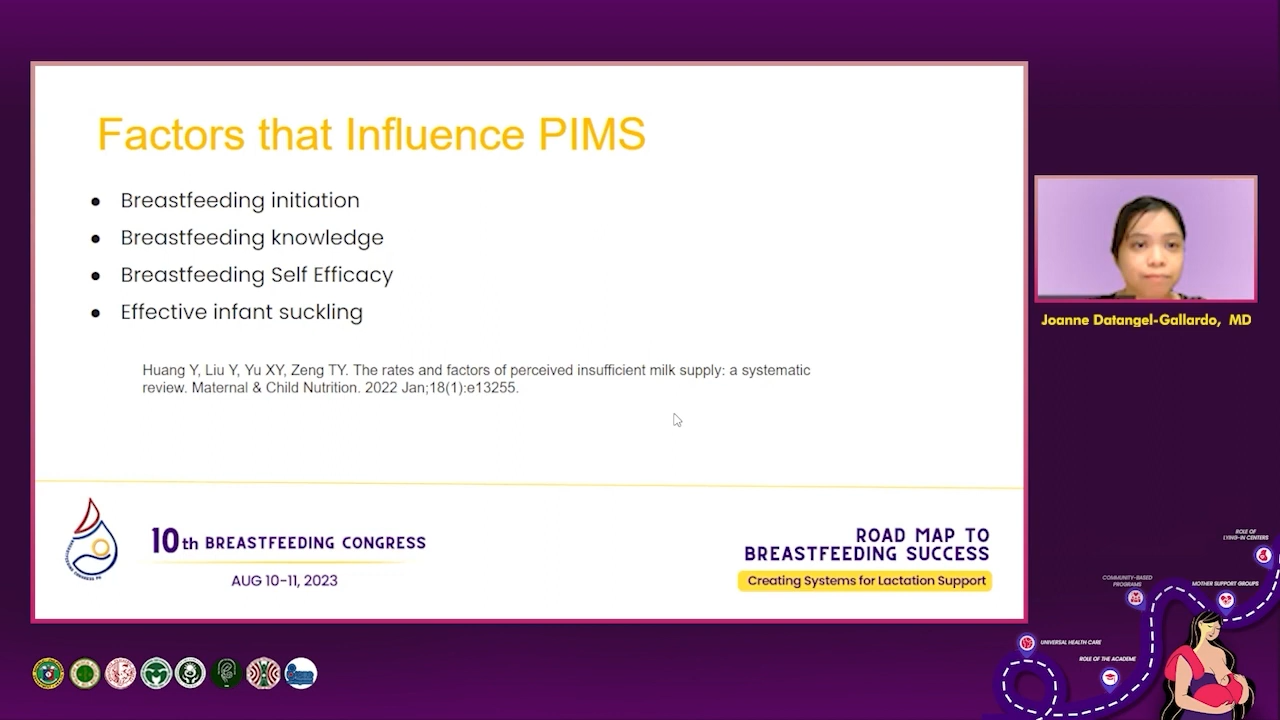 Factors that Influence PIMS
Breastfeeding initiation
Breastfeeding knowledge
Breastfeeding Self Efficacy
Effective infant suckling
Huang Y, Liu Y, Yu XY, Zeng TY. The rates and factors of perceived insufficient milk supply: a systematic
review. Maternal & Child Nutrition. 2022 Jan;18(1):e13255.
10th BREASTFEEDING CONGRESS
AUG 10-11, 2023
ROAD MAP TO
BREASTFEEDING SUCCESS
Creating Systems for Lactation Support
Joanne Datangel-Gallardo, MD
ROLE OF
LYING-IN CENTERS
COMMUNITY-BASED
PROGRAMS
MOTHER SUPPORT GROUPS
UNIVERSAL HEALTH CARE
ROLE OF THE ACADEME